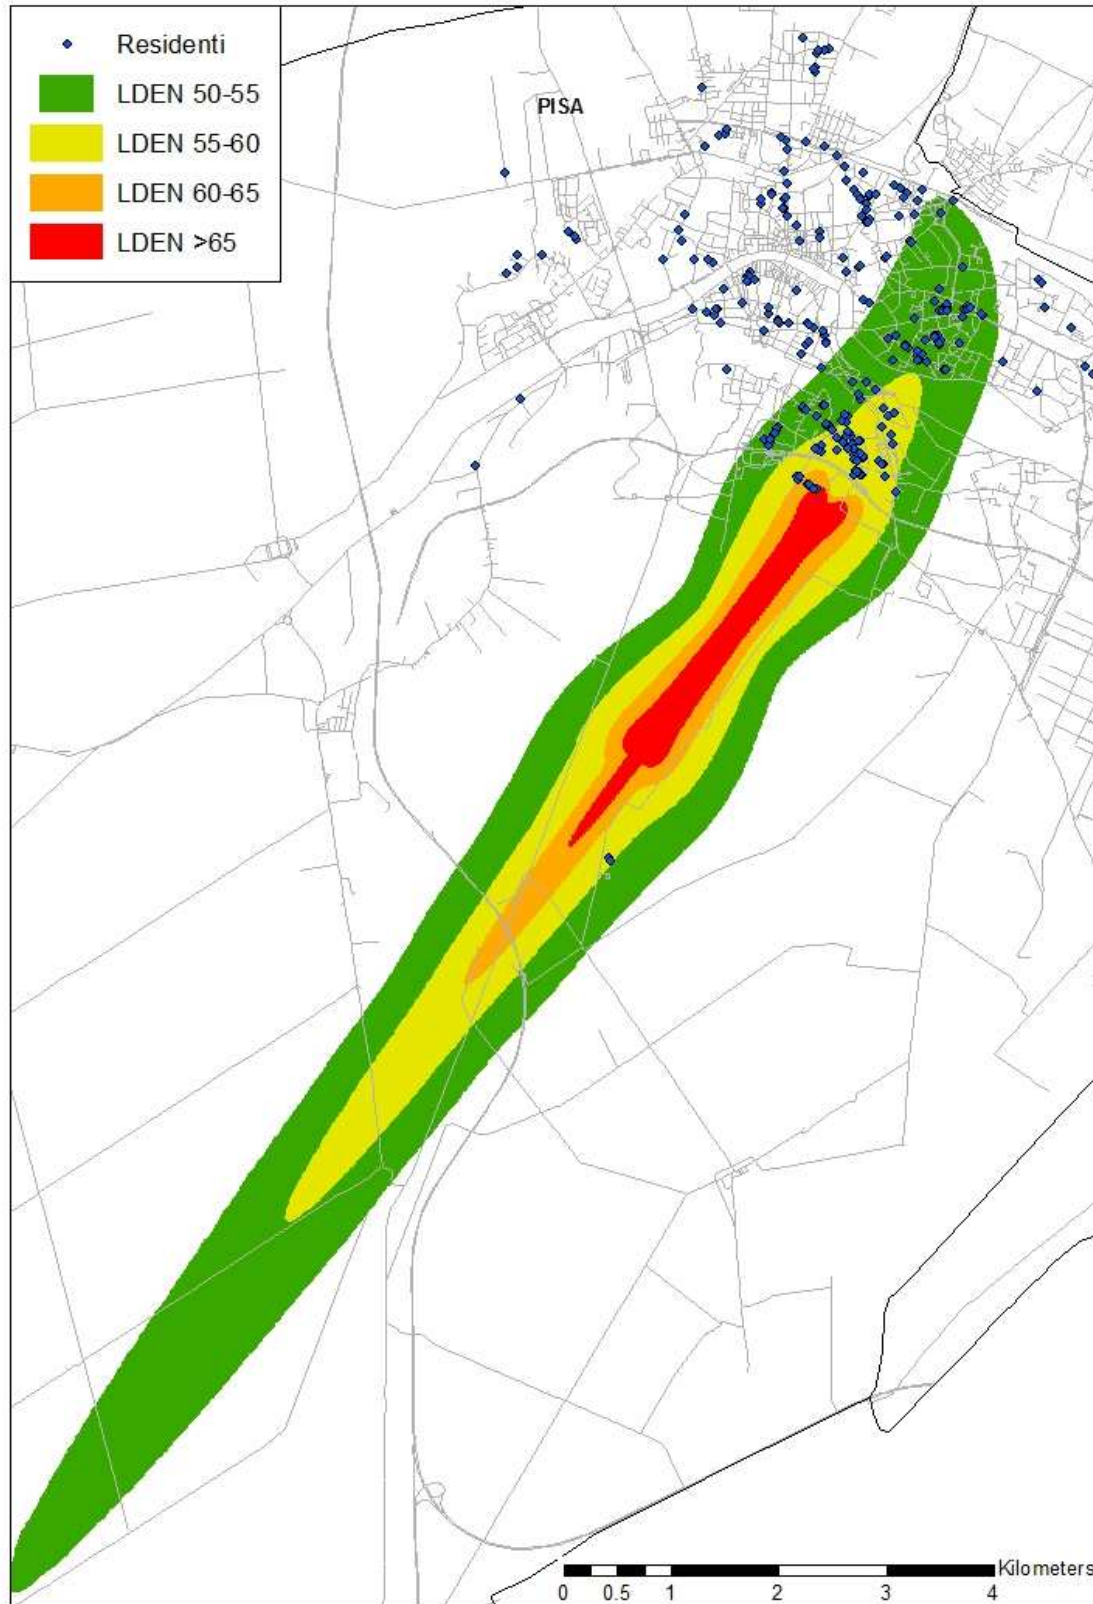 Residenti
LDEN 50-55
LDEN 55-60
LDEN 60-65
LDEN >65
PISA
Kilometers
0 0.5 1 2 3 4